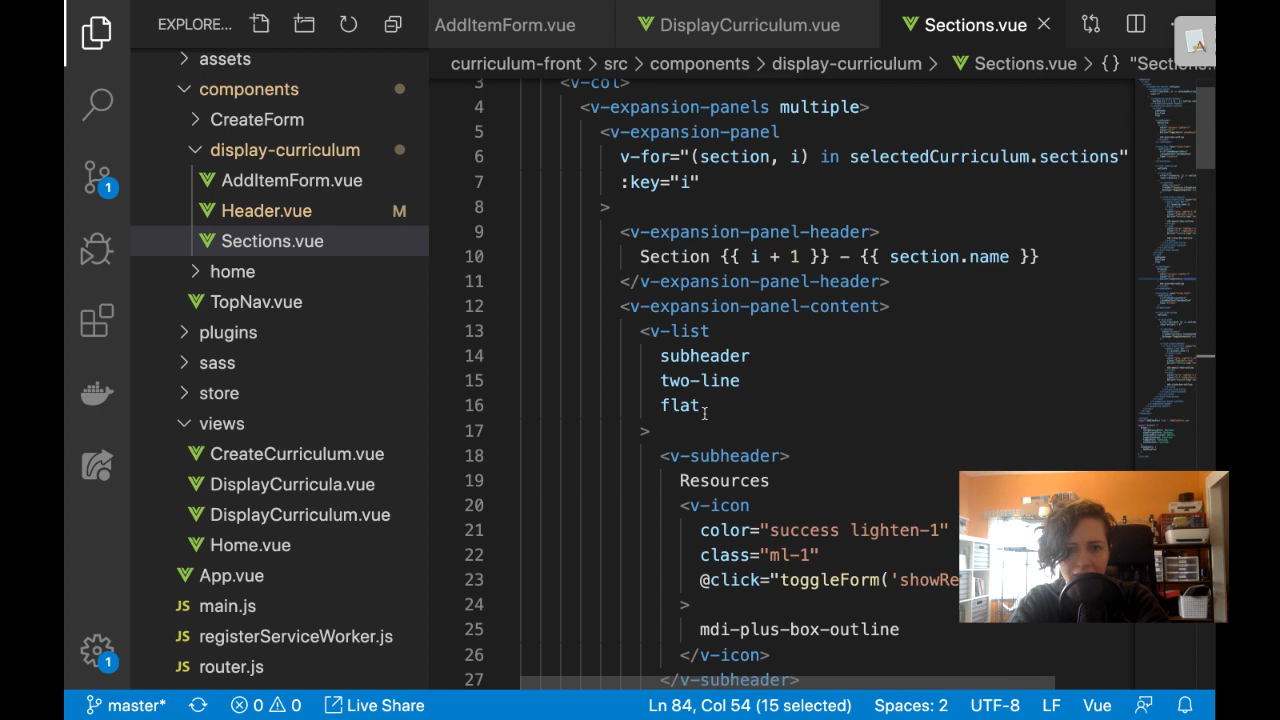 EXPLORE...
AddItemForm.vue
DisplayCurriculum.vue
Sections.vue
curriculum-front > src > components > display-curriculum > Sections.vue > {} "Sections.
assets
components
CreateForm
display-curriculum
AddItemForm.vue
Header.vue M
Sections.vue
home
TopNav.vue
plugins
sass
store
views
CreateCurriculum.vue
DisplayCurricula.vue
DisplayCurriculum.vue
Home.vue
App.vue
JS main.js
JS registerServiceWorker.js
JS router.js
1
1
3 <v-col>
4 <v-expansion-panels multiple>
5 <v-expansion-panel
6 v-for="(section, i) in selectedCurriculum.sections"
7 :key="i"
8 >
9 <v-expansion-panel-header>
10 Section {{ i + 1 }} – {{ section.name }}
11 </v-expansion-panel-header>
12 <v-expansion-panel-content>
13 <v-list
14 subheader
15 two-line
16 flat
17 >
18 <v-subheader>
19 Resources
20 <v-icon
21 color="success lighten-1"
22 class="ml-1"
23 @click="toggleForm('showRe
24 >
25 mdi-plus-box-outline
26 </v-icon>
27 </v-subheader>
master* 0 0 Live Share Ln 84, Col 54 (15 selected) Spaces: 2 UTF-8 LF Vue